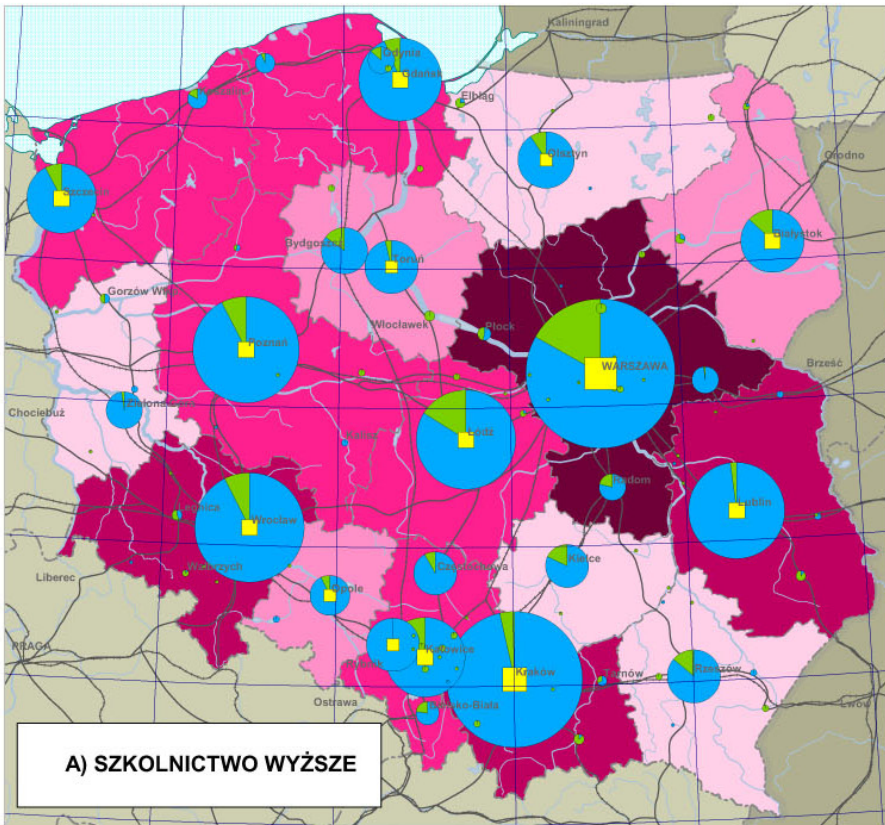 Kaliningrad
Gdynia
Gdańsk
Elbląg
Olsztyn
Grodno
Szczecin
Białystok
Bydgoszcz
Toruń
Gorzów Wlkp
Włocławek
Płock
Poznań
WARSZAWA
Brześć
Chociebuż
Zielona Góra
Łódź
Kalisz
Radom
Lublin
Legnica
Wrocław
Liberec
Wałbrzych
Częstochowa
Kielce
Opole
PRAGA
Katowice
Kraków
Tarnów
Rzeszów
Ostrawa
Bielsko-Biała
Lwów
A) SZKOLNICTWO WYŻSZE